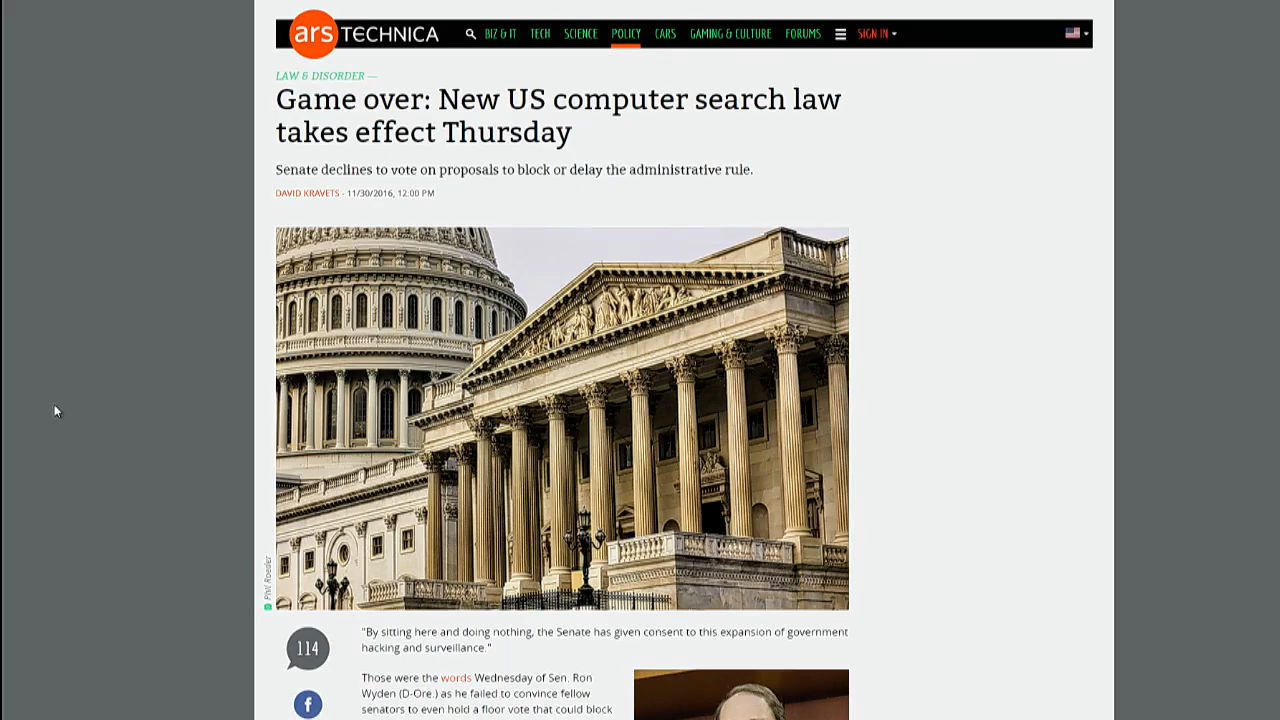 ars TECHNICA BIZ & IT TECH SCIENCE POLICY CARS GAMING & CULTURE FORUMS SIGN IN
LAW & DISORDER —
Game over: New US computer search law
takes effect Thursday
Senate declines to vote on proposals to block or delay the administrative rule.
DAVID KRAVETS - 11/30/2016, 12:00 PM
Phil Roeder
114
"By sitting here and doing nothing, the Senate has given consent to this expansion of government
hacking and surveillance."
f
Those were the words Wednesday of Sen. Ron
Wyden (D-Ore.) as he failed to convince fellow
senators to even hold a floor vote that could block